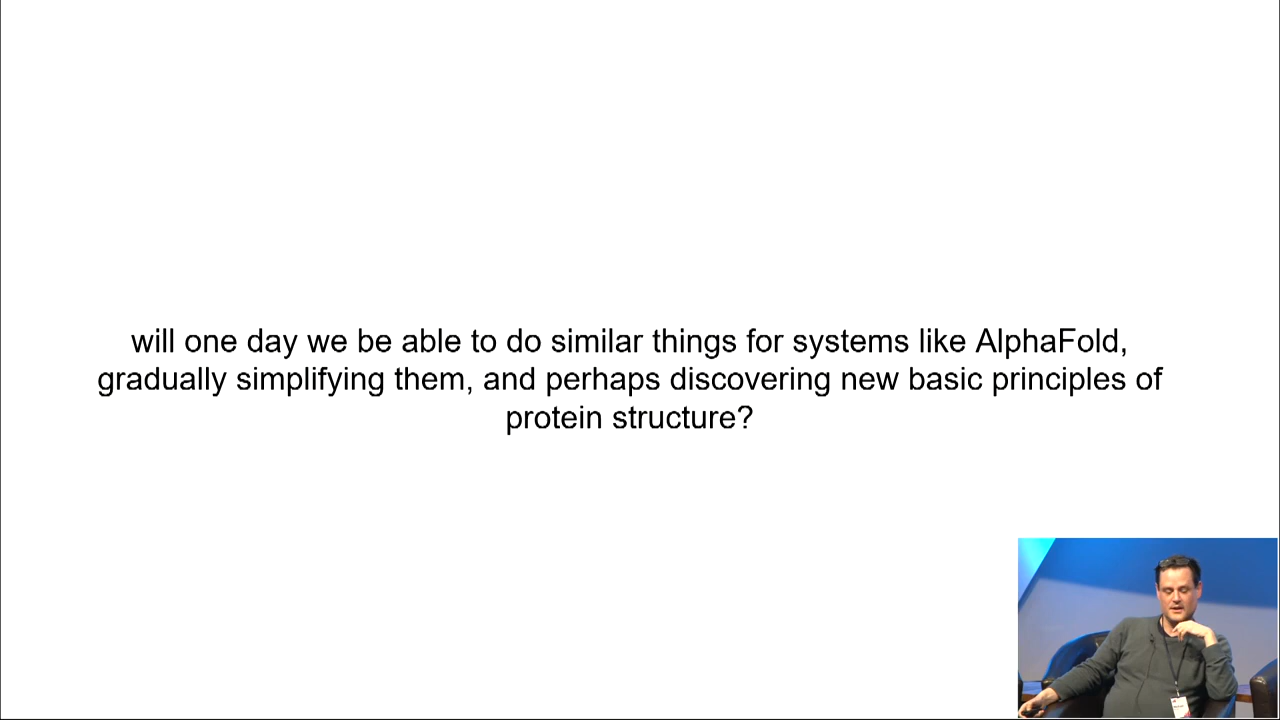 will one day we be able to do similar things for systems like AlphaFold,
gradually simplifying them, and perhaps discovering new basic principles of
protein structure?